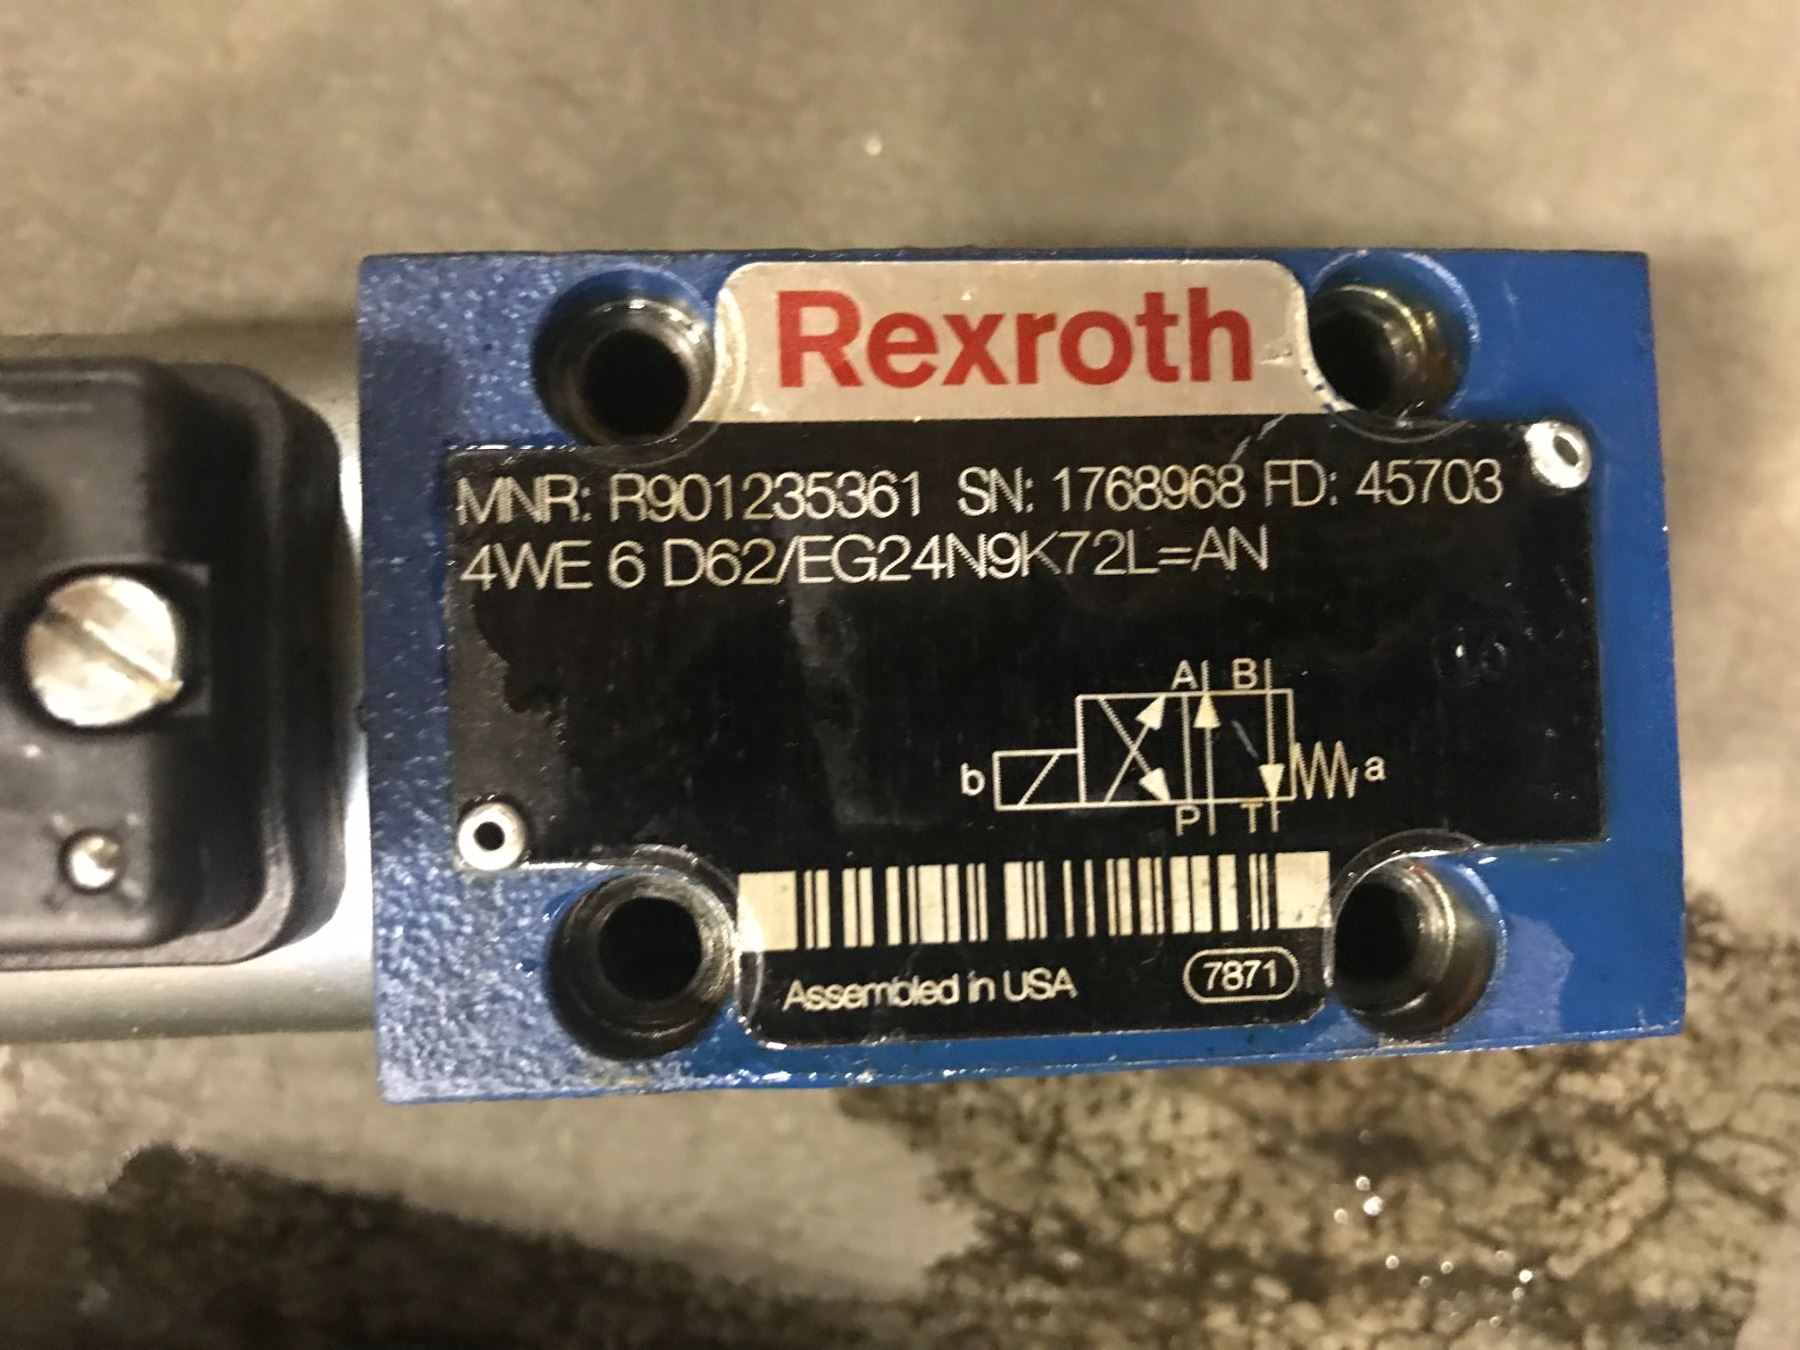 Rexroth
MNR: R901235361 SN: 1768968 FD: 45703
4WE 6 D62/EG24N9K72L=AN
A B
b a
P T
Assembled in USA 7871